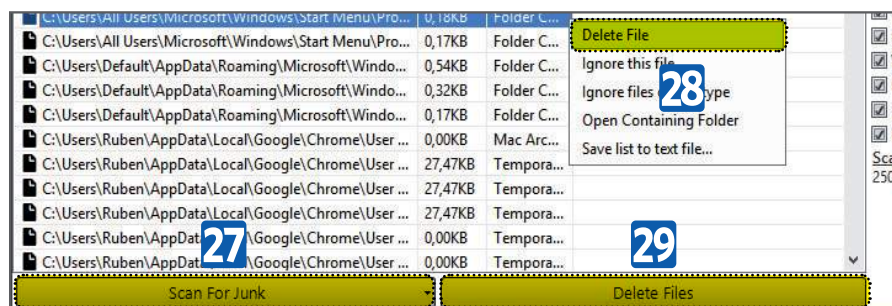 C:\Users\All Users\Microsoft\Windows\Start Menu\Pro... 0,18KB Folder C...
C:\Users\All Users\Microsoft\Windows\Start Menu\Pro... 0,17KB Folder C...
C:\Users\Default\AppData\Roaming\Microsoft\Windo... 0,54KB Folder C...
C:\Users\Default\AppData\Roaming\Microsoft\Windo... 0,32KB Folder C...
C:\Users\Default\AppData\Roaming\Microsoft\Windo... 0,17KB Folder C...
C:\Users\Ruben\AppData\Local\Google\Chrome\User ... 0,00KB Mac Arc...
C:\Users\Ruben\AppData\Local\Google\Chrome\User ... 27,47KB Tempora...
C:\Users\Ruben\AppData\Local\Google\Chrome\User ... 27,47KB Tempora...
C:\Users\Ruben\AppData\Local\Google\Chrome\User ... 27,47KB Tempora...
C:\Users\Ruben\AppDat Google\Chrome\User ... 0,00KB Tempora...
C:\Users\Ruben\AppDat Google\Chrome\User ... 0,00KB Tempora...
Delete File
Ignore this file
Ignore files type
Open Containing Folder
Save list to text file...
28
27
29
Scan For Junk
Delete Files
250